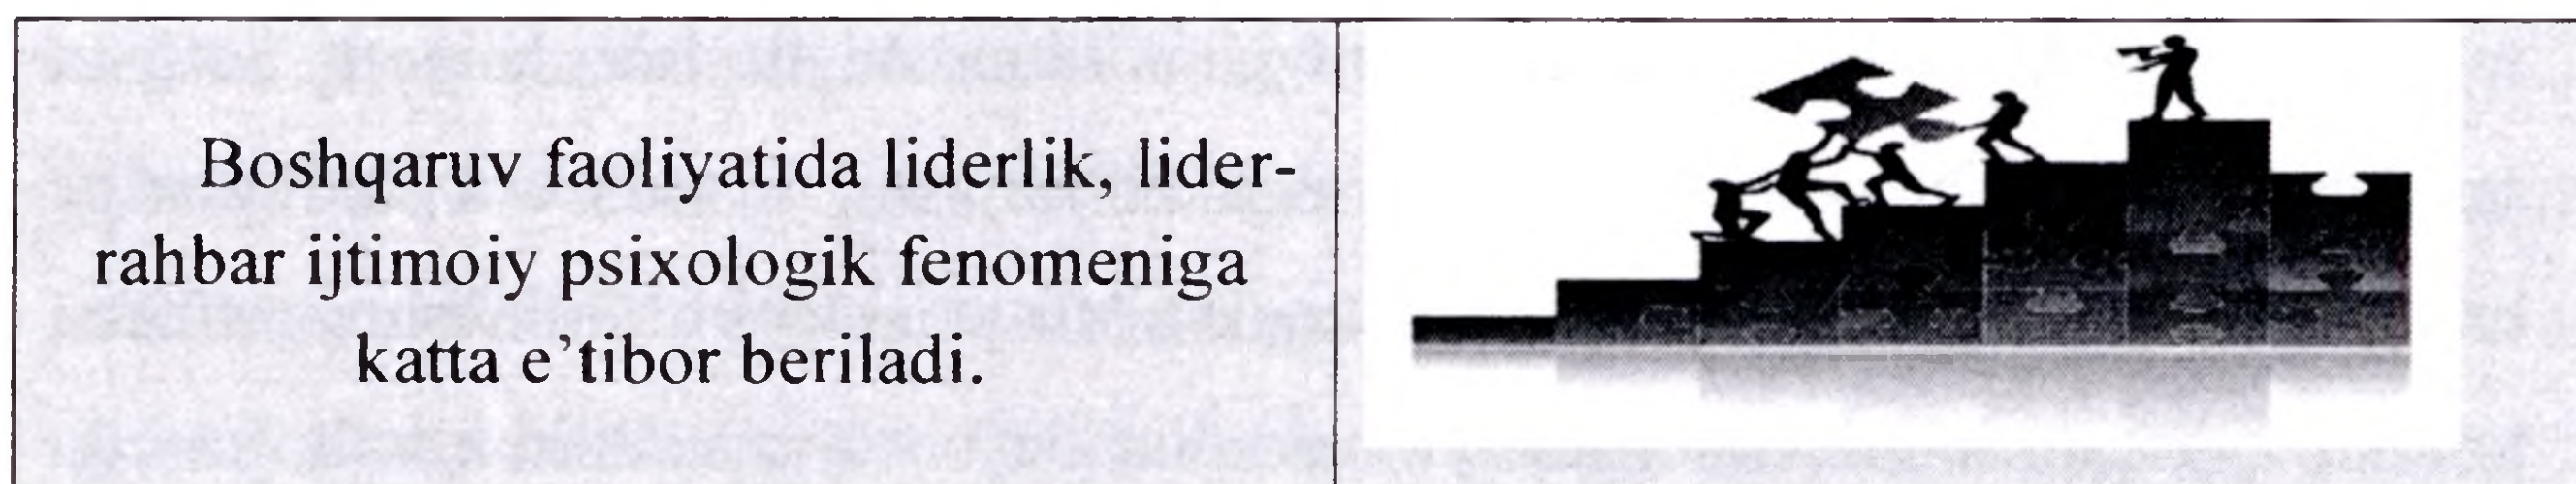 Boshqaruv faoliyatida liderlik, lider-
rahbar ijtimoiy psixologik fenomeniga
katta e’tibor beriladi.